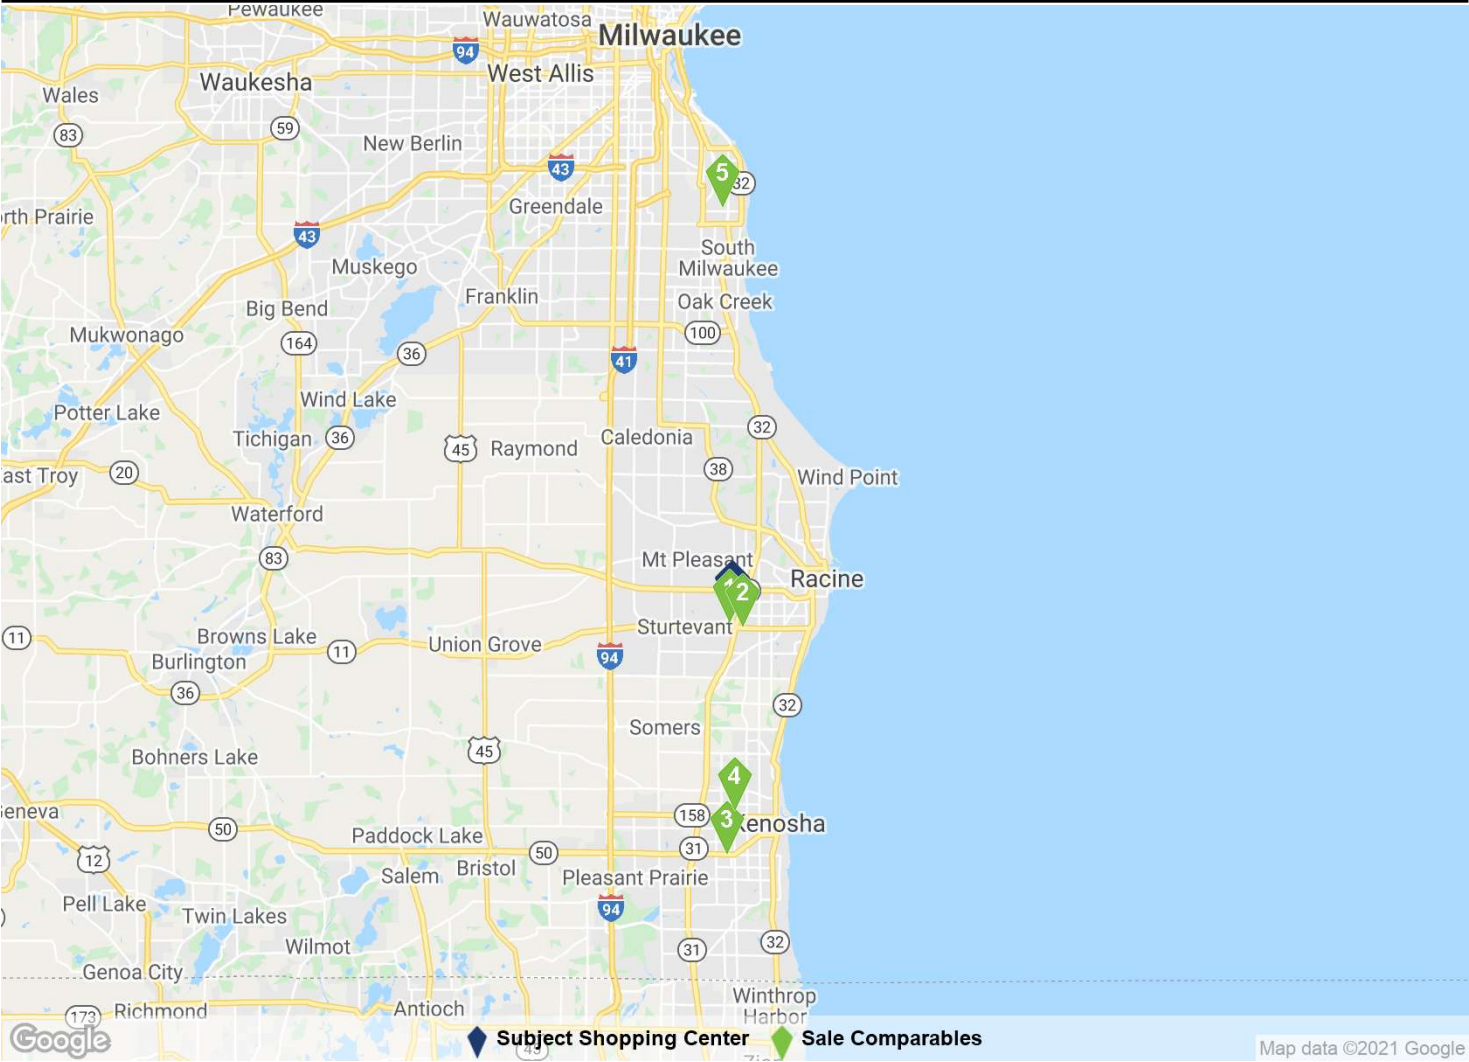 Pewaukee
Wauwatosa
Milwaukee
94
West Allis
Waukesha
Wales
83
59
New Berlin
43
5
32
Greendale
rth Prairie
43
South
Milwaukee
Muskego
Franklin
Oak Creek
Big Bend
Mukwonago
164
100
36
41
Wind Lake
Potter Lake
32
Tichigan
36
45
Raymond
Caledonia
38
ast Troy
20
Wind Point
Waterford
83
Mt Pleasant
Racine
1
2
Sturtevant
11
Browns Lake
11
Union Grove
94
Burlington
36
32
Somers
45
Bohners Lake
4
Geneva
158
3
Kenosha
50
Paddock Lake
12
50
31
Bristol
Salem
Pleasant Prairie
Pell Lake
94
Twin Lakes
Wilmot
31
32
Genoa City
Winthrop
Harbor
173
Richmond
Antioch
Google
Subject Shopping Center
Sale Comparables
43
Map data ©2021 Google